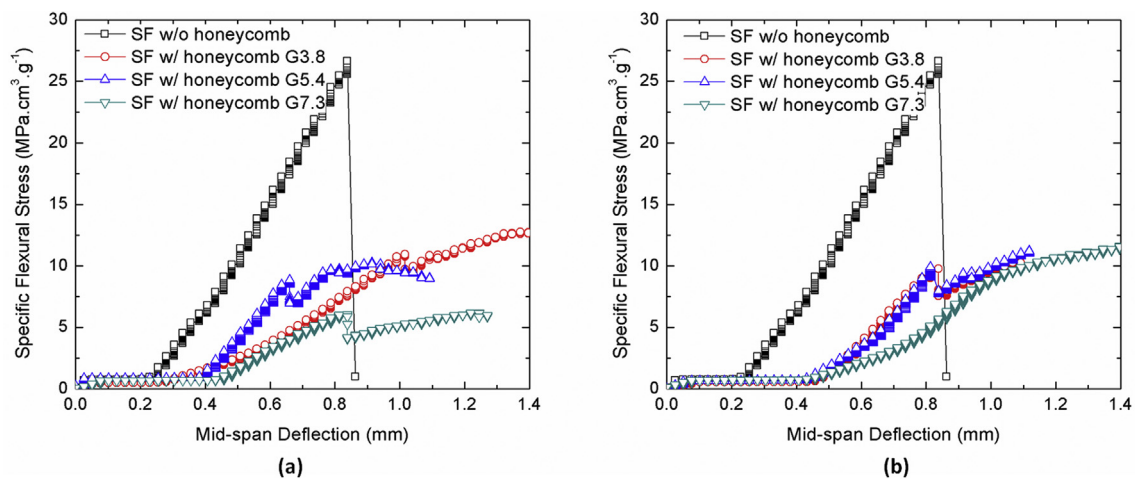 SF w/o honeycomb
SF w/ honeycomb G3.8
SF w/ honeycomb G5.4
SF w/ honeycomb G7.3
30
25
20
15
10
5
0
Specific Flexural Stress (MPa.cm³.g⁻¹)
0.0 0.2 0.4 0.6 0.8 1.0 1.2 1.4
Mid-span Deflection (mm)
(a)
SF w/o honeycomb
SF w/ honeycomb G3.8
SF w/ honeycomb G5.4
SF w/ honeycomb G7.3
30
25
20
15
10
5
0
Specific Flexural Stress (MPa.cm³.g⁻¹)
0.0 0.2 0.4 0.6 0.8 1.0 1.2 1.4
Mid-span Deflection (mm)
(b)